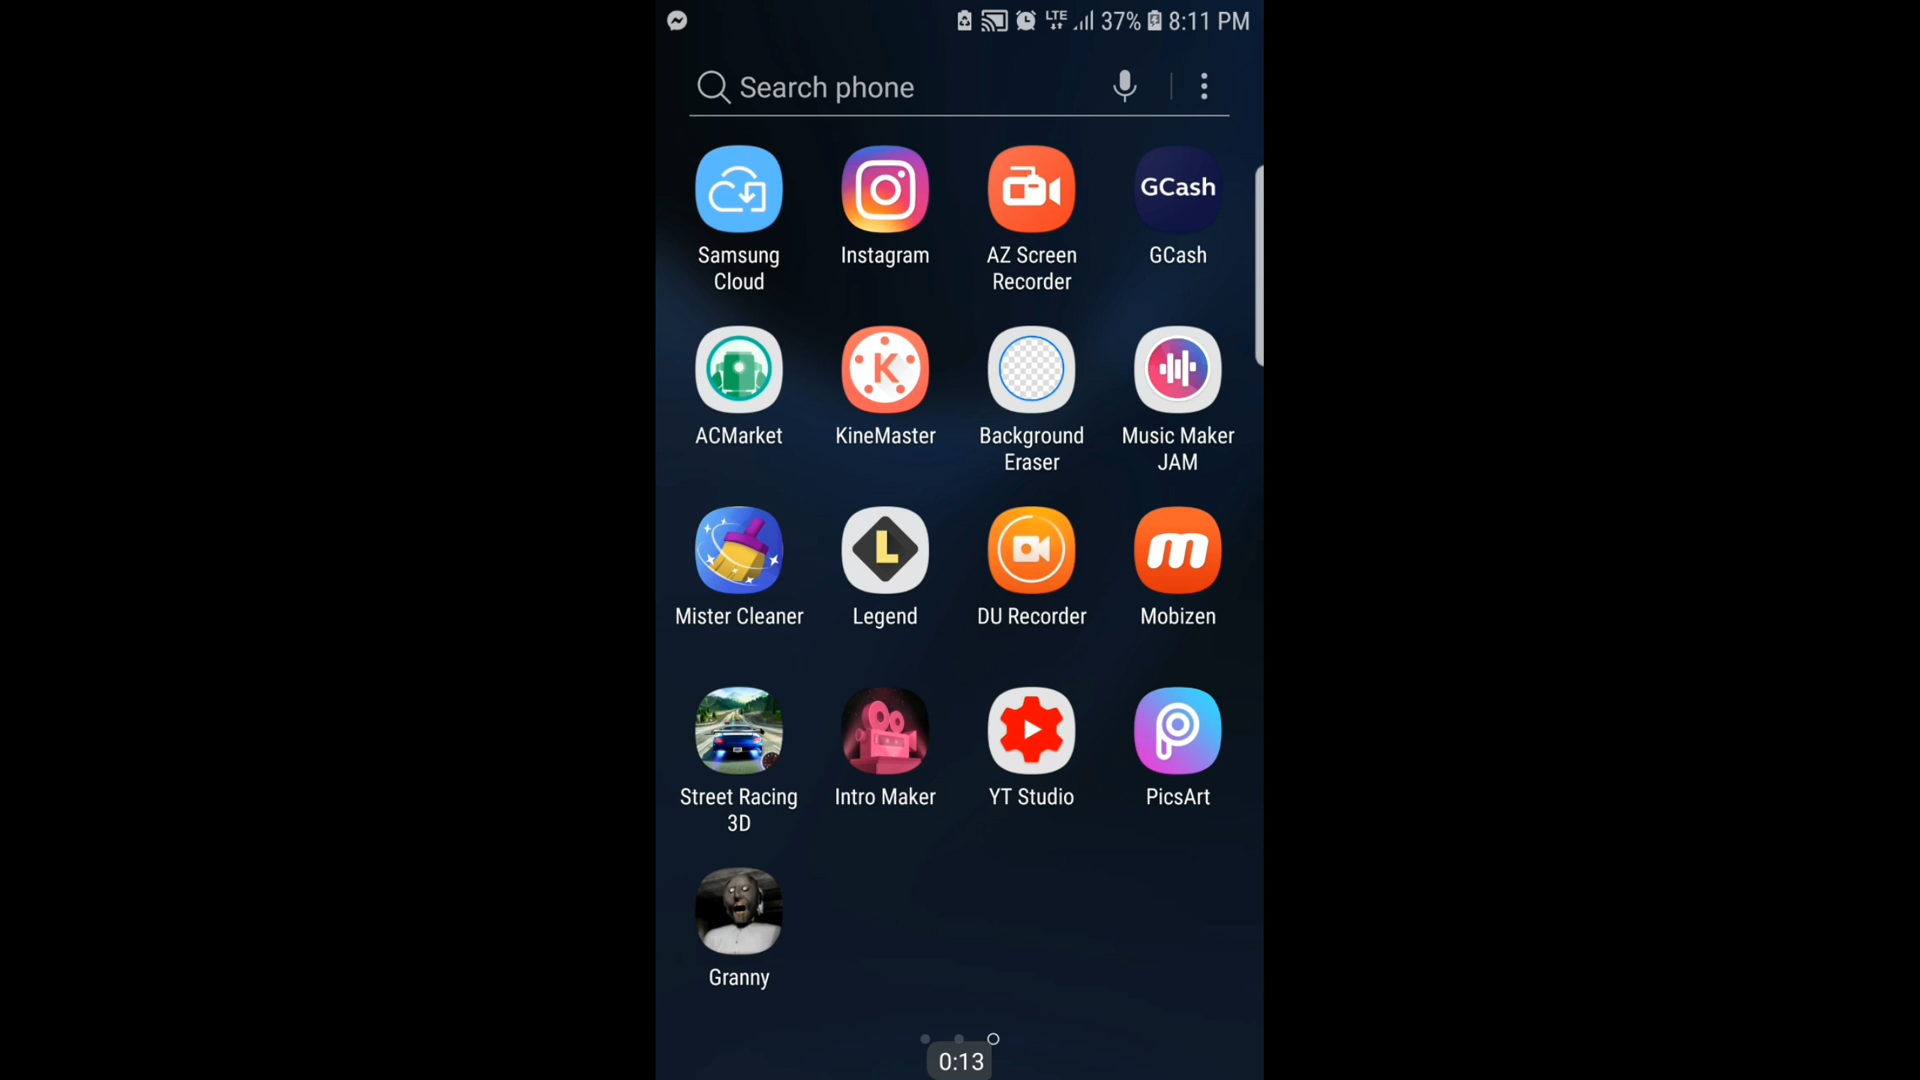 LTE 37% 8:11 PM
Search phone
GCash
Samsung
Cloud
Instagram
AZ Screen
Recorder
GCash
K
ACMarket
KineMaster
Background
Eraser
Music Maker
JAM
L
m
Mister Cleaner
Legend
DU Recorder
Mobizen
Street Racing
3D
Intro Maker
YT Studio
PicsArt
Granny
0:13